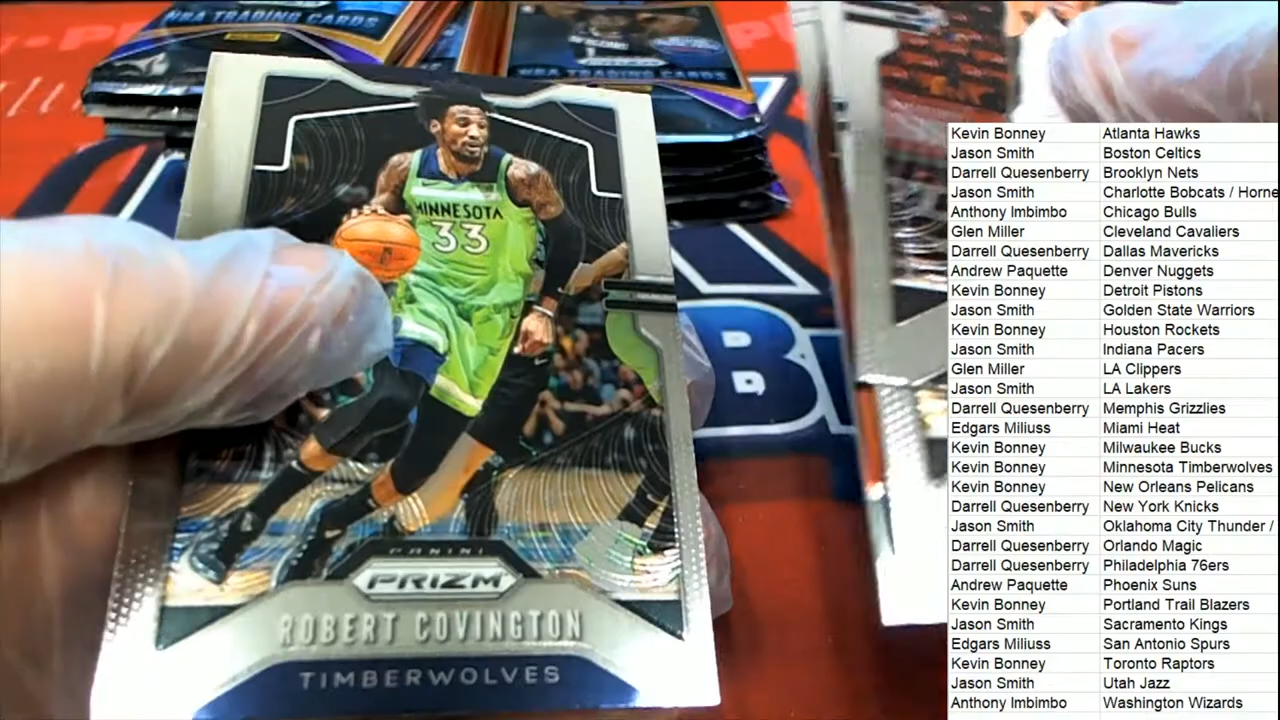 NBA TRADING CARDS
NBA TRADING CARDS
MINNESOTA
33
PANINI
PRIZM
ROBERT COVINGTON
TIMBERWOLVES
B
Kevin Bonney Atlanta Hawks
Jason Smith Boston Celtics
Darrell Quesenberry Brooklyn Nets
Jason Smith Charlotte Bobcats / Horne
Anthony Imbimbo Chicago Bulls
Glen Miller Cleveland Cavaliers
Darrell Quesenberry Dallas Mavericks
Andrew Paquette Denver Nuggets
Kevin Bonney Detroit Pistons
Jason Smith Golden State Warriors
Kevin Bonney Houston Rockets
Jason Smith Indiana Pacers
Glen Miller LA Clippers
Jason Smith LA Lakers
Darrell Quesenberry Memphis Grizzlies
Edgars Miliuss Miami Heat
Kevin Bonney Milwaukee Bucks
Kevin Bonney Minnesota Timberwolves
Kevin Bonney New Orleans Pelicans
Darrell Quesenberry New York Knicks
Jason Smith Oklahoma City Thunder /
Darrell Quesenberry Orlando Magic
Darrell Quesenberry Philadelphia 76ers
Andrew Paquette Phoenix Suns
Kevin Bonney Portland Trail Blazers
Jason Smith Sacramento Kings
Edgars Miliuss San Antonio Spurs
Kevin Bonney Toronto Raptors
Jason Smith Utah Jazz
Anthony Imbimbo Washington Wizards